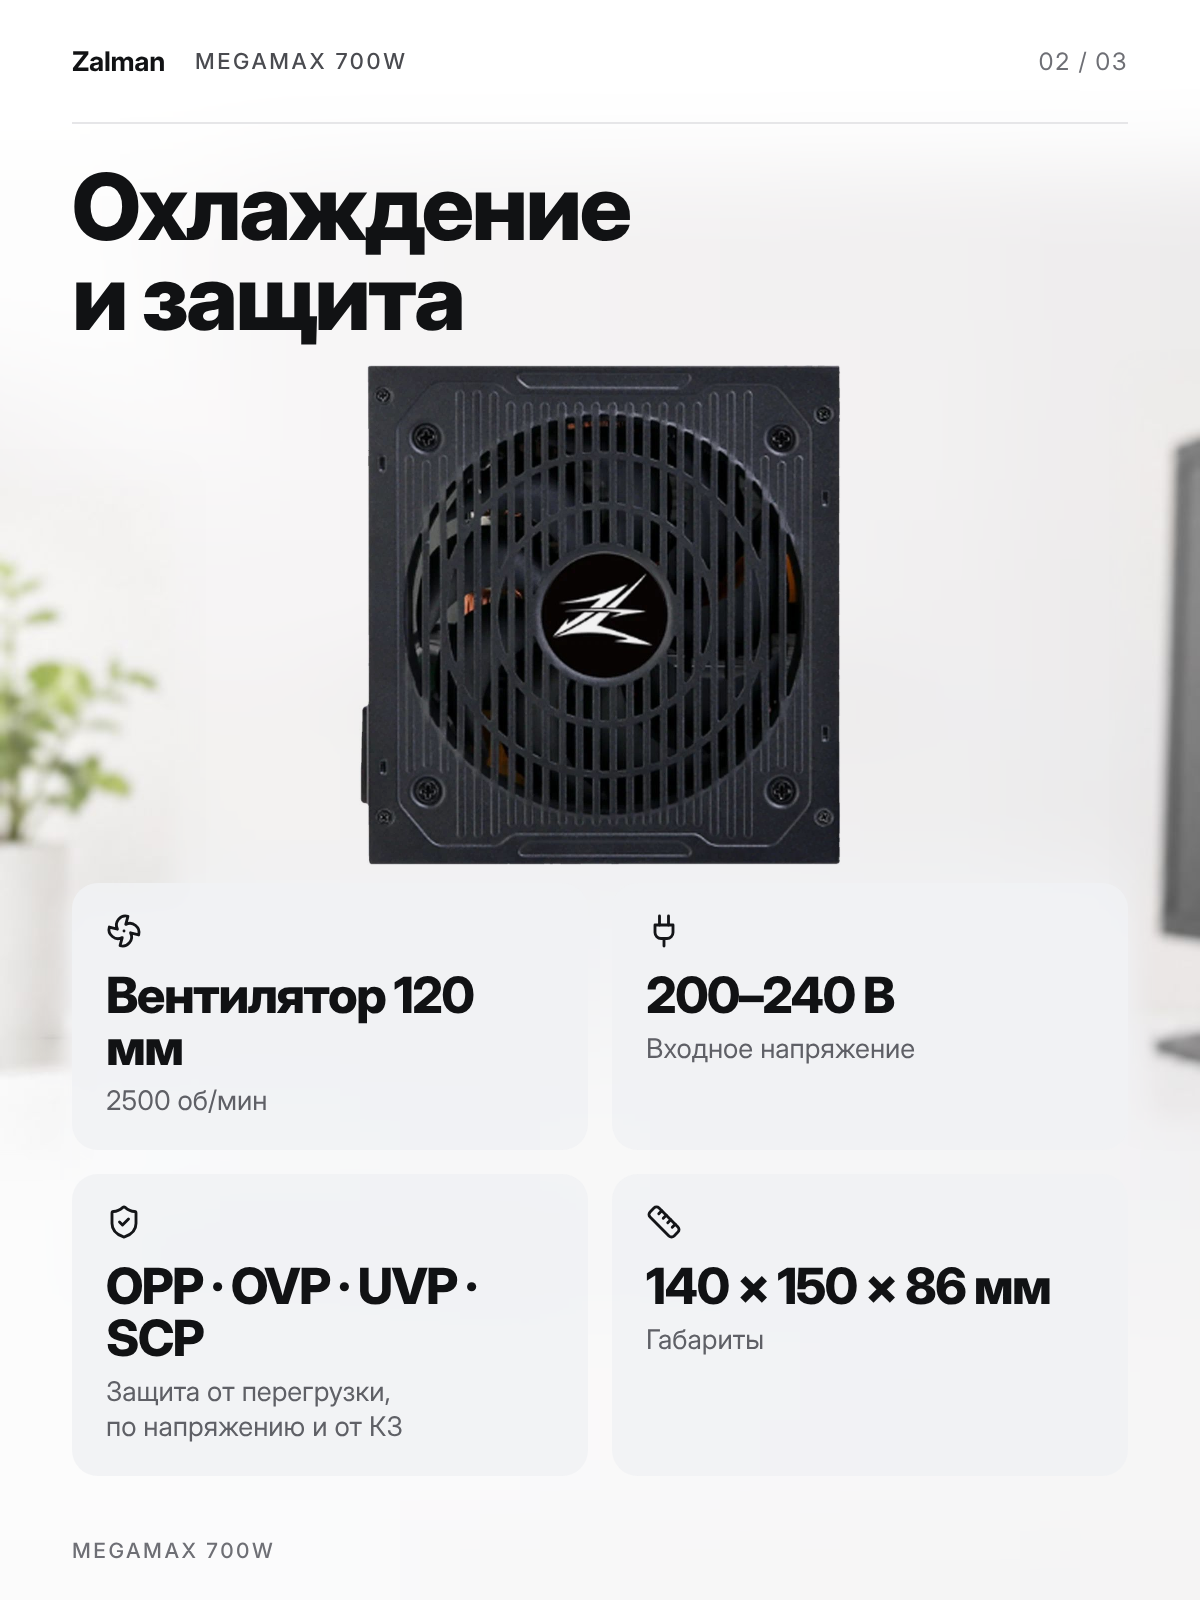 Zalman MEGAMAX 700W 02 / 03
Охлаждение
и защита
Вентилятор 120
мм
2500 об/мин
200–240 В
Входное напряжение
OPP · OVP · UVP ·
SCP
Защита от перегрузки,
по напряжению и от КЗ
140 × 150 × 86 мм
Габариты
MEGAMAX 700W